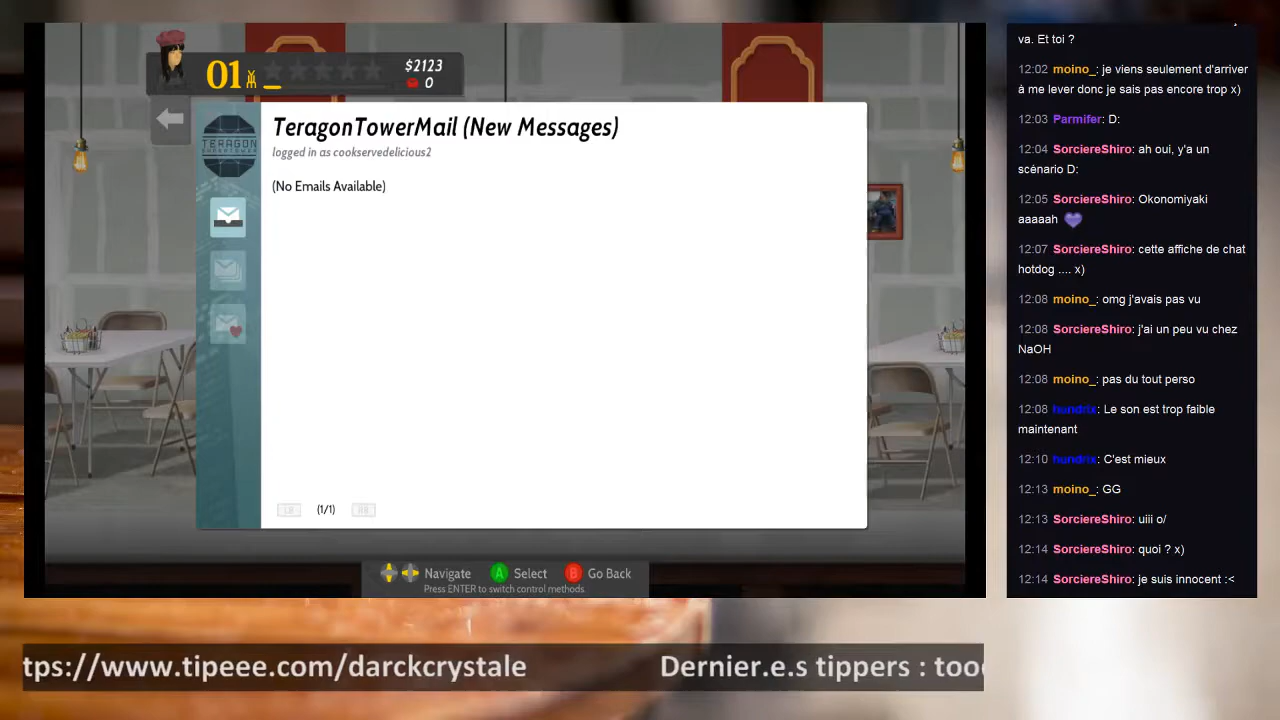 01
$2123
0
TERAGON
TeragonTowerMail (New Messages)
logged in as cookservedelicious2
(No Emails Available)
LB (1/1) RB
Navigate A Select B Go Back
Press ENTER to switch control methods
va. Et toi ?
12:02 moino_: je viens seulement d'arriver
à me lever donc je sais pas encore trop x)
12:03 Parmifer: D:
12:04 SorciereShiro: ah oui, y'a un
scénario D:
12:05 SorciereShiro: Okonomiyaki
aaaaah
12:07 SorciereShiro: cette affiche de chat
hotdog .... x)
12:08 moino_: omg j'avais pas vu
12:08 SorciereShiro: j'ai un peu vu chez
NaOH
12:08 moino_: pas du tout perso
12:08 hundrix: Le son est trop faible
maintenant
12:10 hundrix: C'est mieux
12:13 moino_: GG
12:13 SorciereShiro: uiii o/
12:14 SorciereShiro: quoi ? x)
12:14 SorciereShiro: je suis innocent :<
tps://www.tipeee.com/darckcrystale Dernier.e.s tippers : too